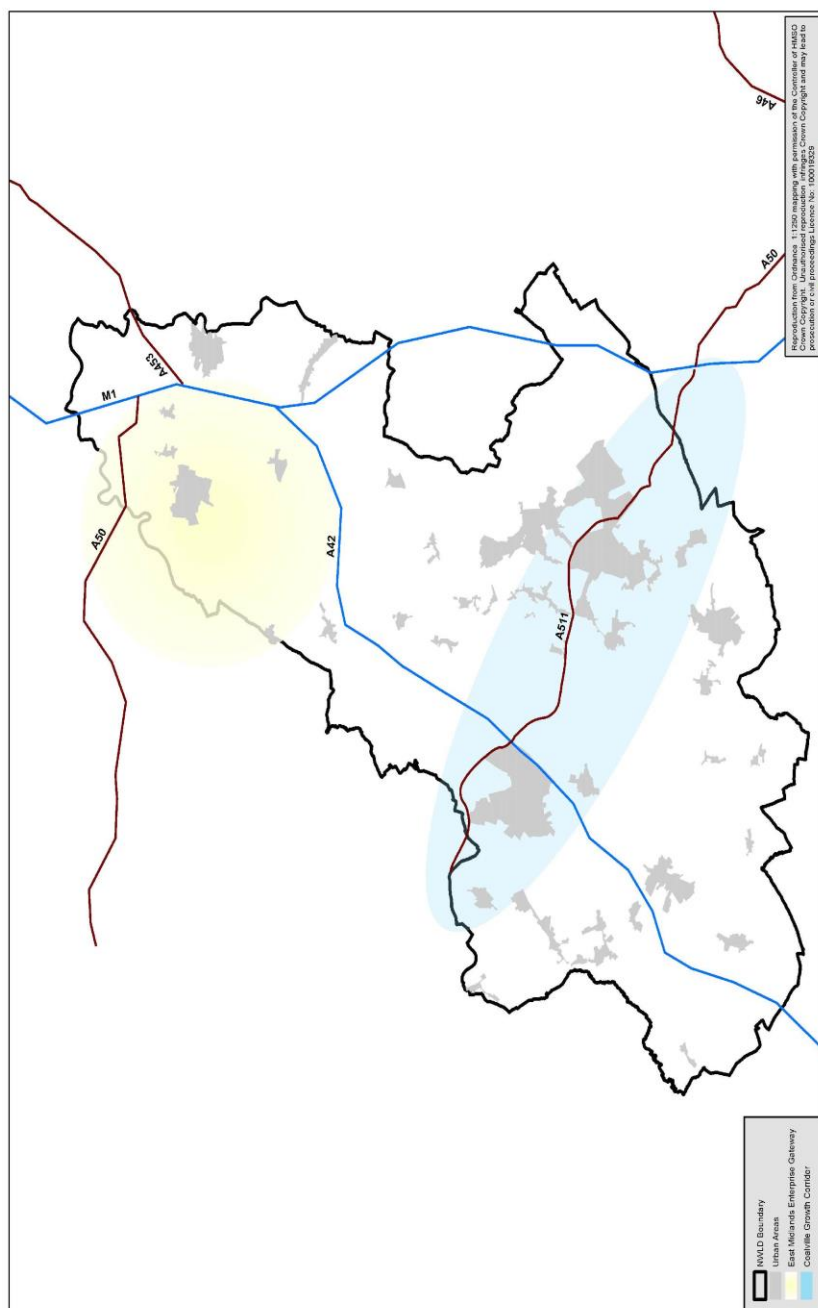 A46
A453
M1
A50
A50
A42
A511
Reproduction from Ordnance 1:1250 mapping with permission of the Controller of HMSO
Crown Copyright. Unauthorised reproduction infringes Crown Copyright and may lead to
prosecution or civil proceedings Licence No: 100019329
NWLD Boundary
Urban Areas
East Midlands Enterprise Gateway
Coalville Growth Corridor